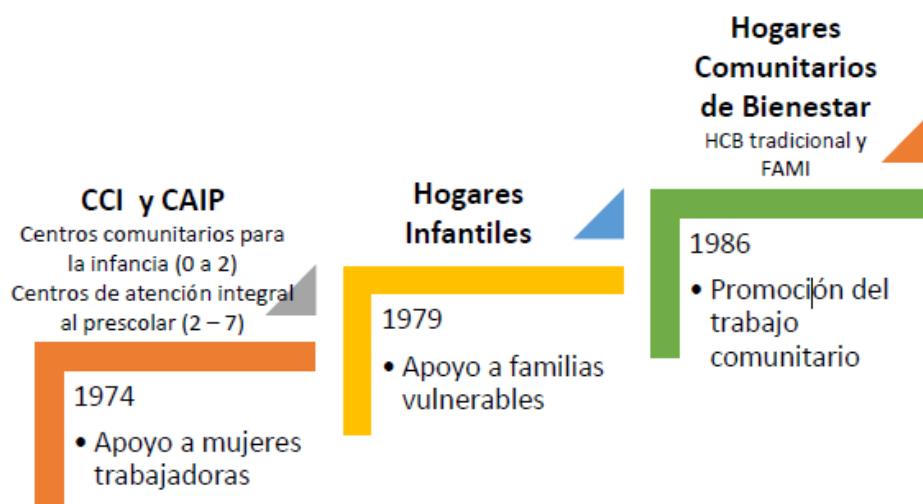 CCI y CAIP
Centros comunitarios para
la infancia (0 a 2)
Centros de atención integral
al prescolar (2 – 7)
1974
• Apoyo a mujeres
trabajadoras
Hogares
Infantiles
1979
• Apoyo a familias
vulnerables
Hogares
Comunitarios
de Bienestar
HCB tradicional y
FAMI
1986
• Promoción del
trabajo
comunitario